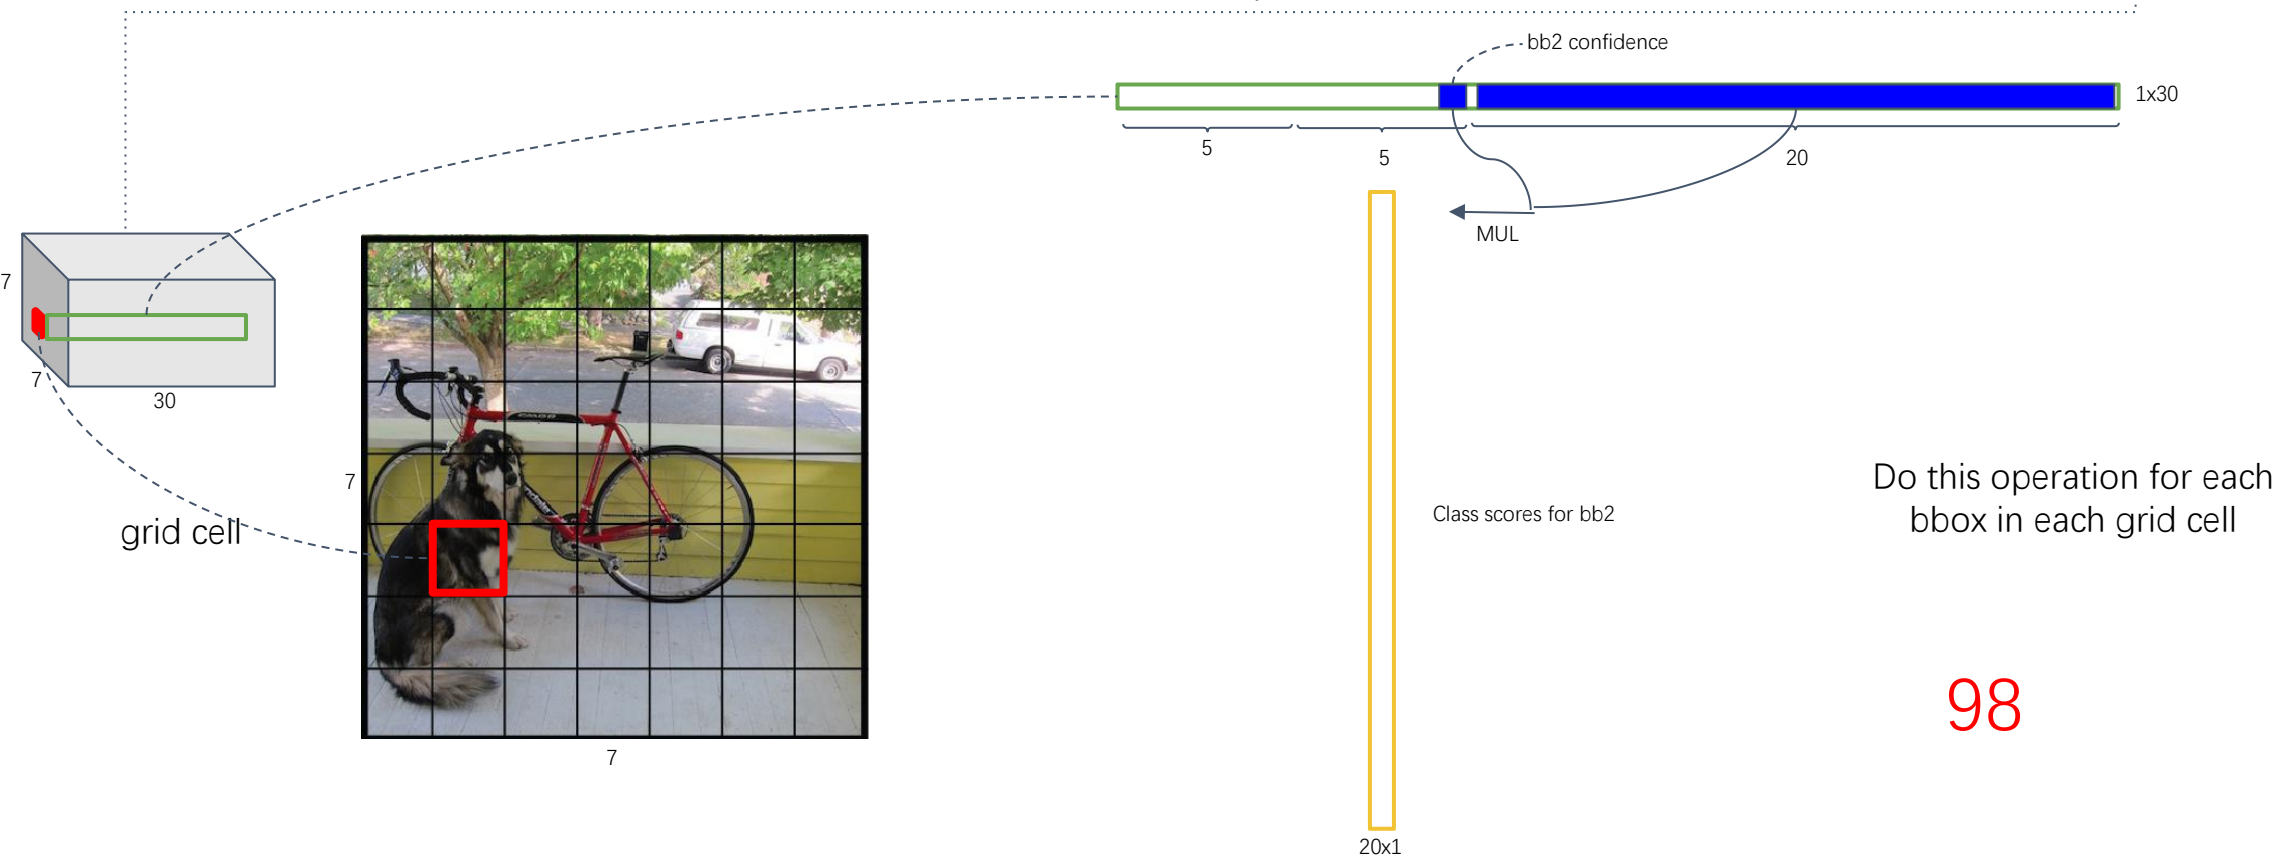 bb2 confidence
1x30
5
5
20
MUL
7
7
30
grid cell
7
7
Class scores for bb2
20x1
Do this operation for each
bbox in each grid cell
98